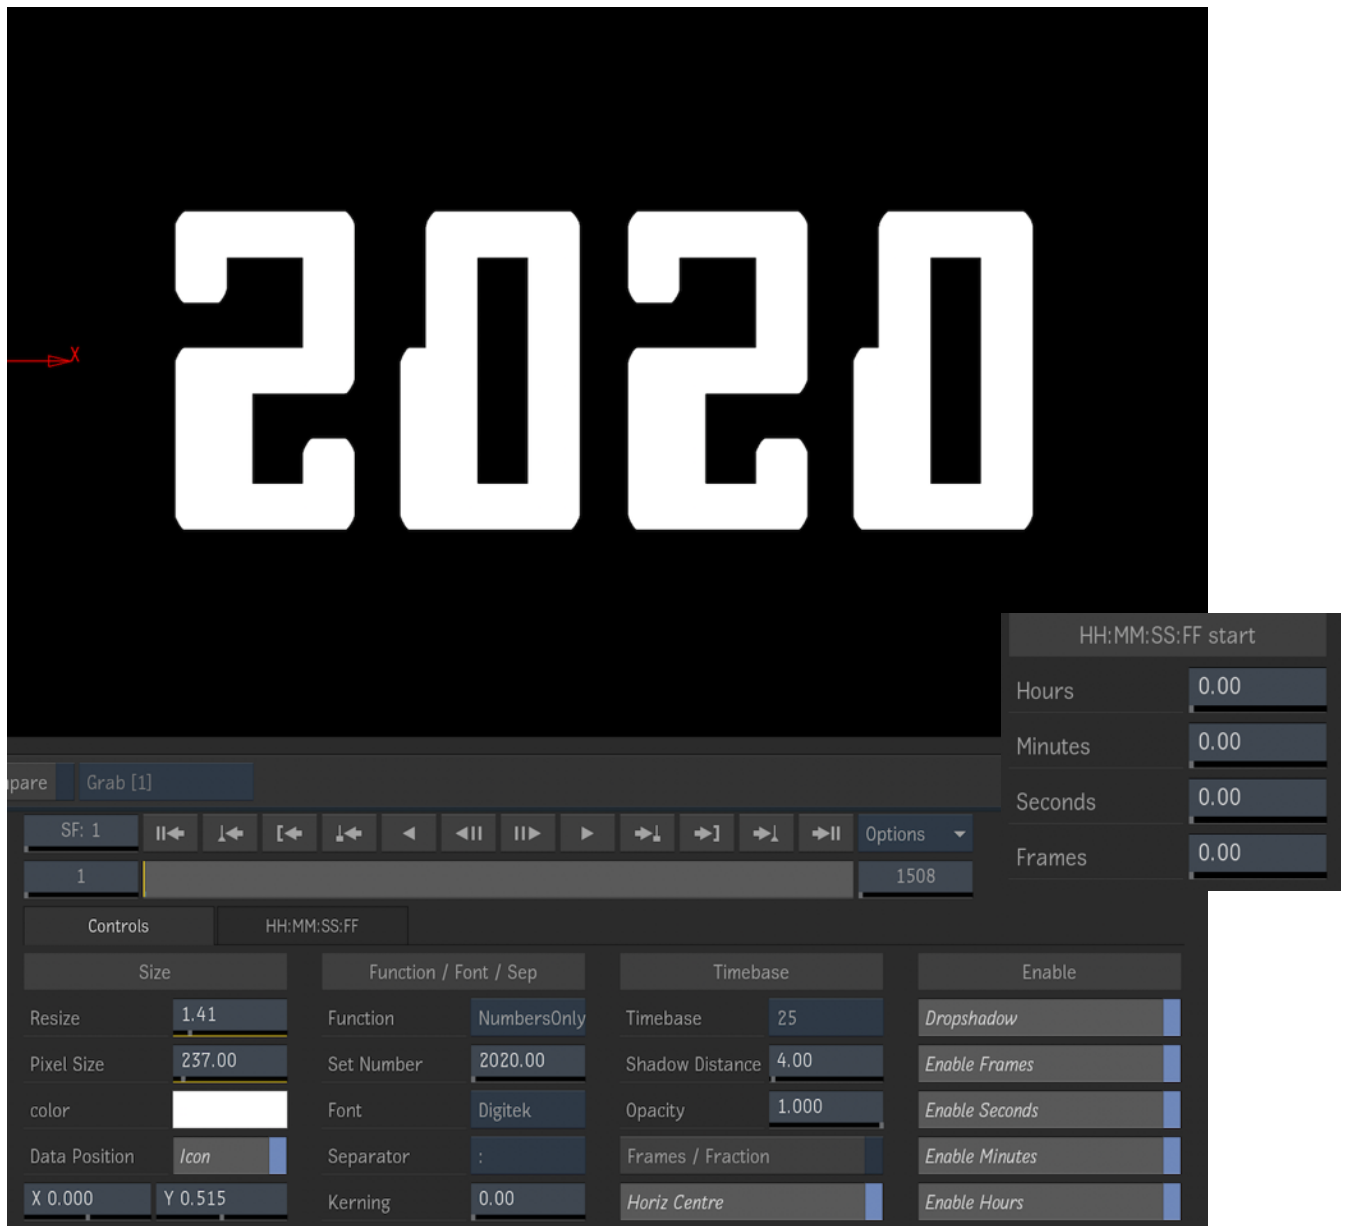 2020
X
HH:MM:SS:FF start
Hours 0.00
Minutes 0.00
Seconds 0.00
Frames 0.00
pare Grab [1]
SF: 1 Options
1 1508
Controls HH:MM:SS:FF
Size Function / Font / Sep Timebase Enable
Resize 1.41 Function NumbersOnly Timebase 25 Dropshadow
Pixel Size 237.00 Set Number 2020.00 Shadow Distance 4.00 Enable Frames
color Font Digitek Opacity 1.000 Enable Seconds
Data Position Icon Separator : Frames / Fraction Enable Minutes
X 0.000 Y 0.515 Kerning 0.00 Horiz Centre Enable Hours